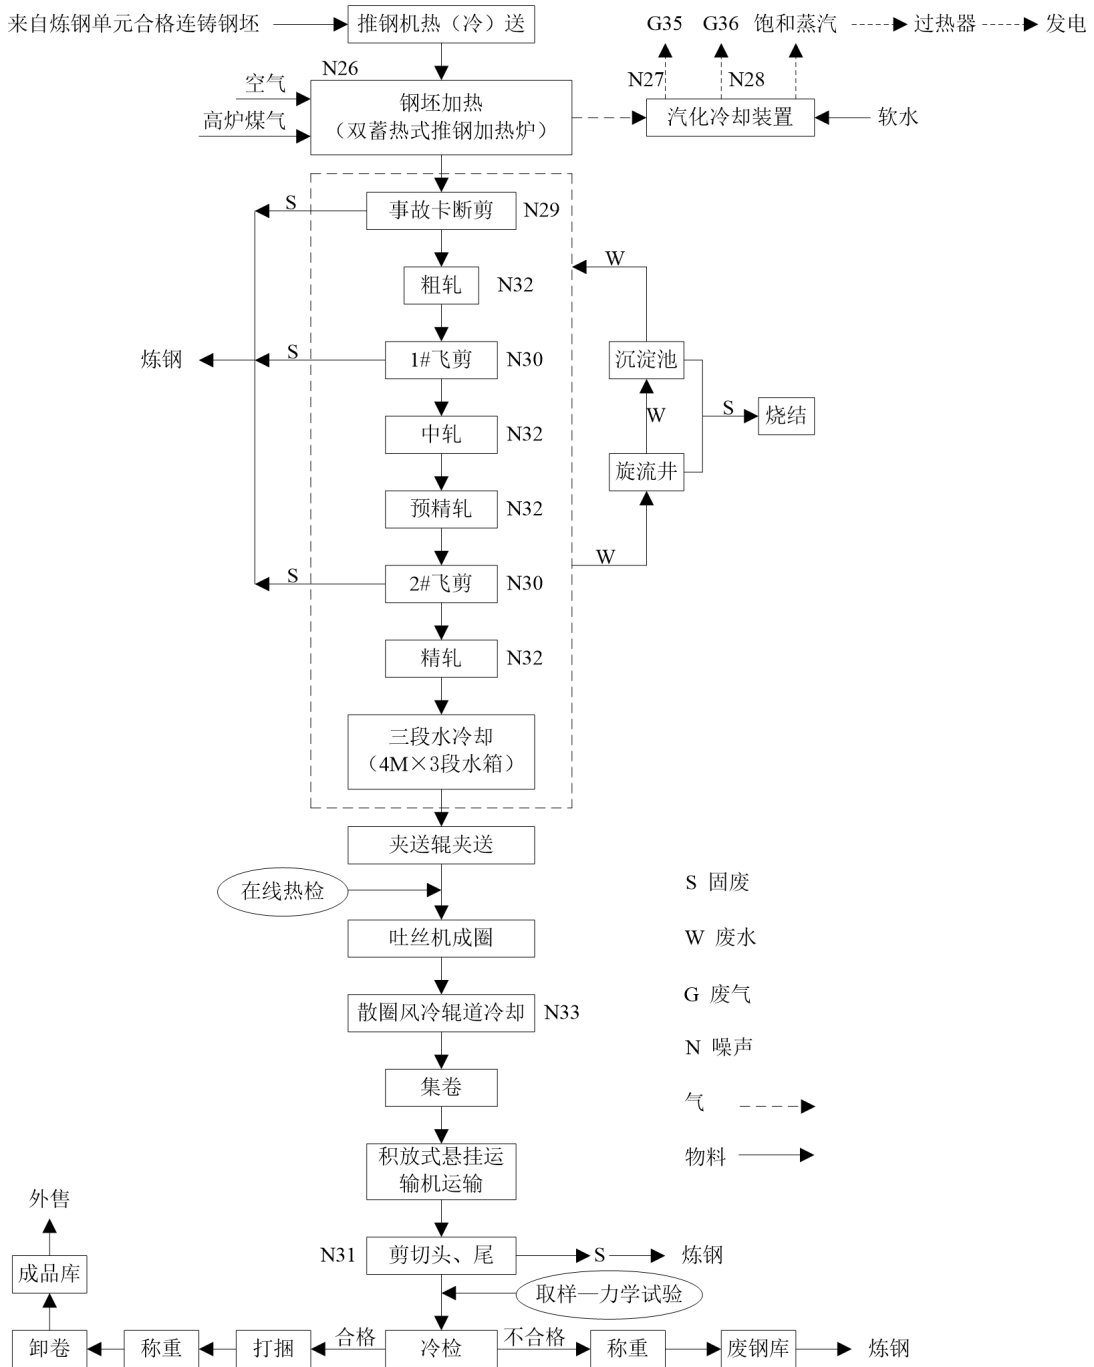 来自炼钢单元合格连铸钢坯
推钢机热（冷）送
G35
G36
饱和蒸汽
过热器
发电
N26
N27
N28
空气
高炉煤气
钢坯加热
（双蓄热式推钢加热炉）
汽化冷却装置
软水
S
事故卡断剪
N29
W
粗轧
N32
炼钢
S
1#飞剪
N30
沉淀池
W
S
烧结
中轧
N32
旋流井
预精轧
N32
W
S
2#飞剪
N30
精轧
N32
三段水冷却
（4M×3段水箱）
夹送辊夹送
在线热检
S 固废
吐丝机成圈
W 废水
散圈风冷辊道冷却
N33
G 废气
N 噪声
集卷
气
积放式悬挂运
输机运输
物料
外售
N31
剪切头、尾
S
炼钢
成品库
取样—力学试验
卸卷
称重
打捆
合格
冷检
不合格
称重
废钢库
炼钢